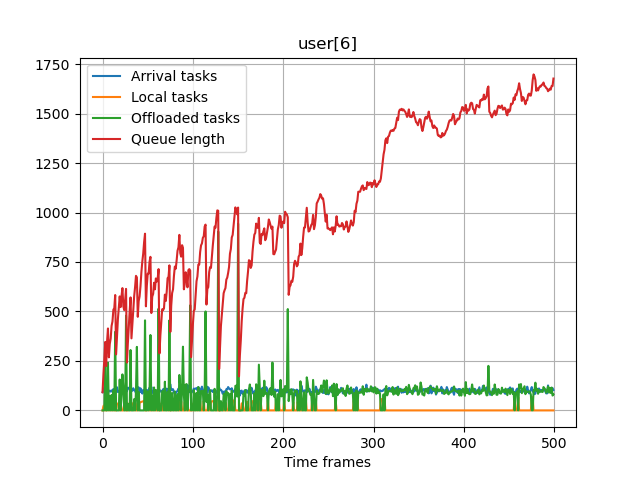 user[6]
Arrival tasks
Local tasks
Offloaded tasks
Queue length
1750
1500
1250
1000
750
500
250
0
0 100 200 300 400 500
Time frames